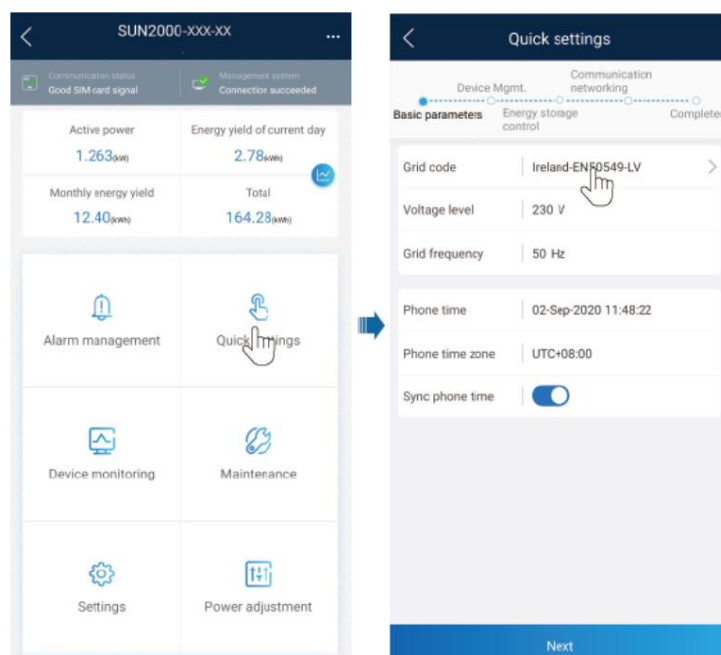 SUN2000-XXX-XX
...
Communication status
Good SIM card signal
Management system
Connection succeeded
Active power
1.263(kW)
Energy yield of current day
2.78(kWh)
Monthly energy yield
12.40(kWh)
Total
164.28(kWh)
Alarm management
Quick settings
Device monitoring
Maintenance
Settings
Power adjustment
Quick settings
Device Mgmt.
Communication
networking
Basic parameters
Energy storage
control
Completed
Grid code
Ireland-EN50549-LV
Voltage level
230 V
Grid frequency
50 Hz
Phone time
02-Sep-2020 11:48:22
Phone time zone
UTC+08:00
Sync phone time
Next